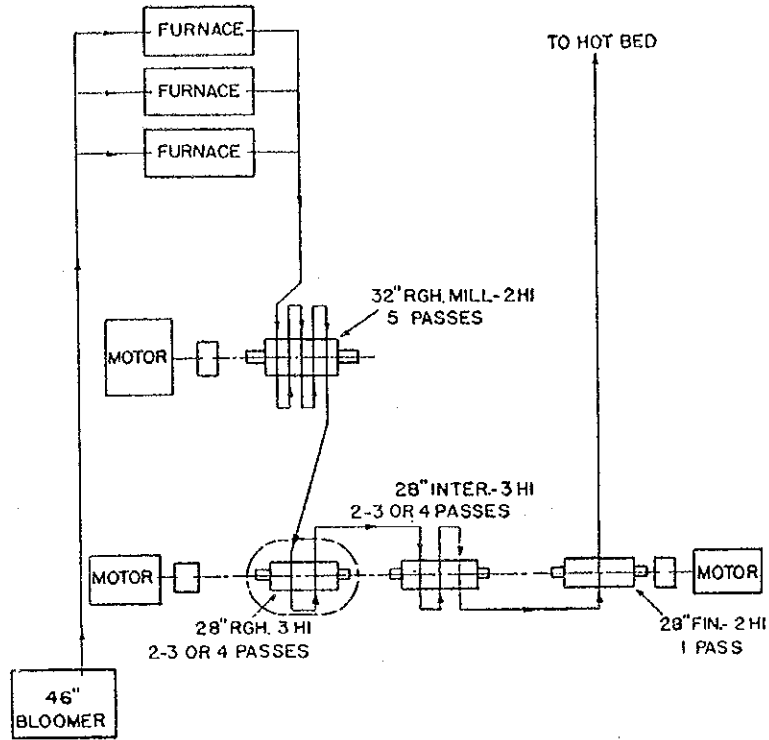 FURNACE
TO HOT BED
FURNACE
FURNACE
32" RGH. MILL-2HI
5 PASSES
MOTOR
28" INTER.-3 HI
2-3 OR 4 PASSES
MOTOR
MOTOR
28" RGH. 3 HI
2-3 OR 4 PASSES
28" FIN.- 2 HI
1 PASS
46"
BLOOMER